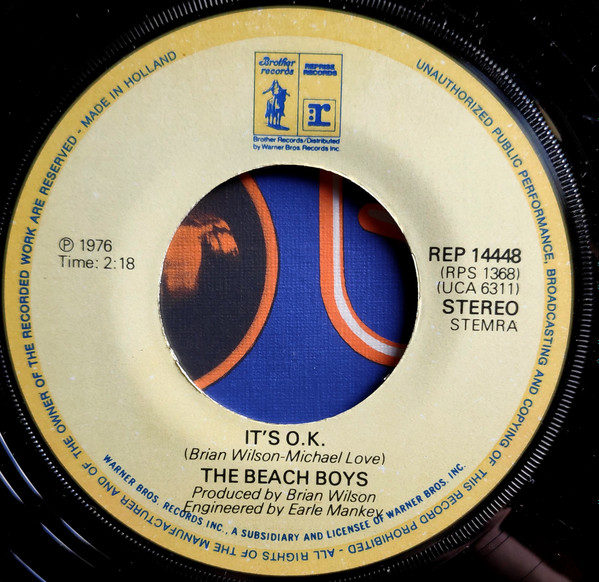 Brother
records
REPRISE
RECORDS
r
Brother Records/Distributed
by Warner Bros. Records Inc.
℗ 1976
Time: 2:18
REP 14448
(RPS 1368)
(UCA 6311)
STEREO
STEMRA
IT'S O.K.
(Brian Wilson-Michael Love)
THE BEACH BOYS
Produced by Brian Wilson
Engineered by Earle Mankey
WARNER BROS. RECORDS INC., A SUBSIDIARY AND LICENSEE OF WARNER BROS. INC.
UNAUTHORIZED PUBLIC PERFORMANCE, BROADCASTING AND COPYING OF THIS RECORD PROHIBITED - ALL RIGHTS OF THE MANUFACTURER AND OF THE OWNER OF THE RECORDED WORK ARE RESERVED - MADE IN HOLLAND